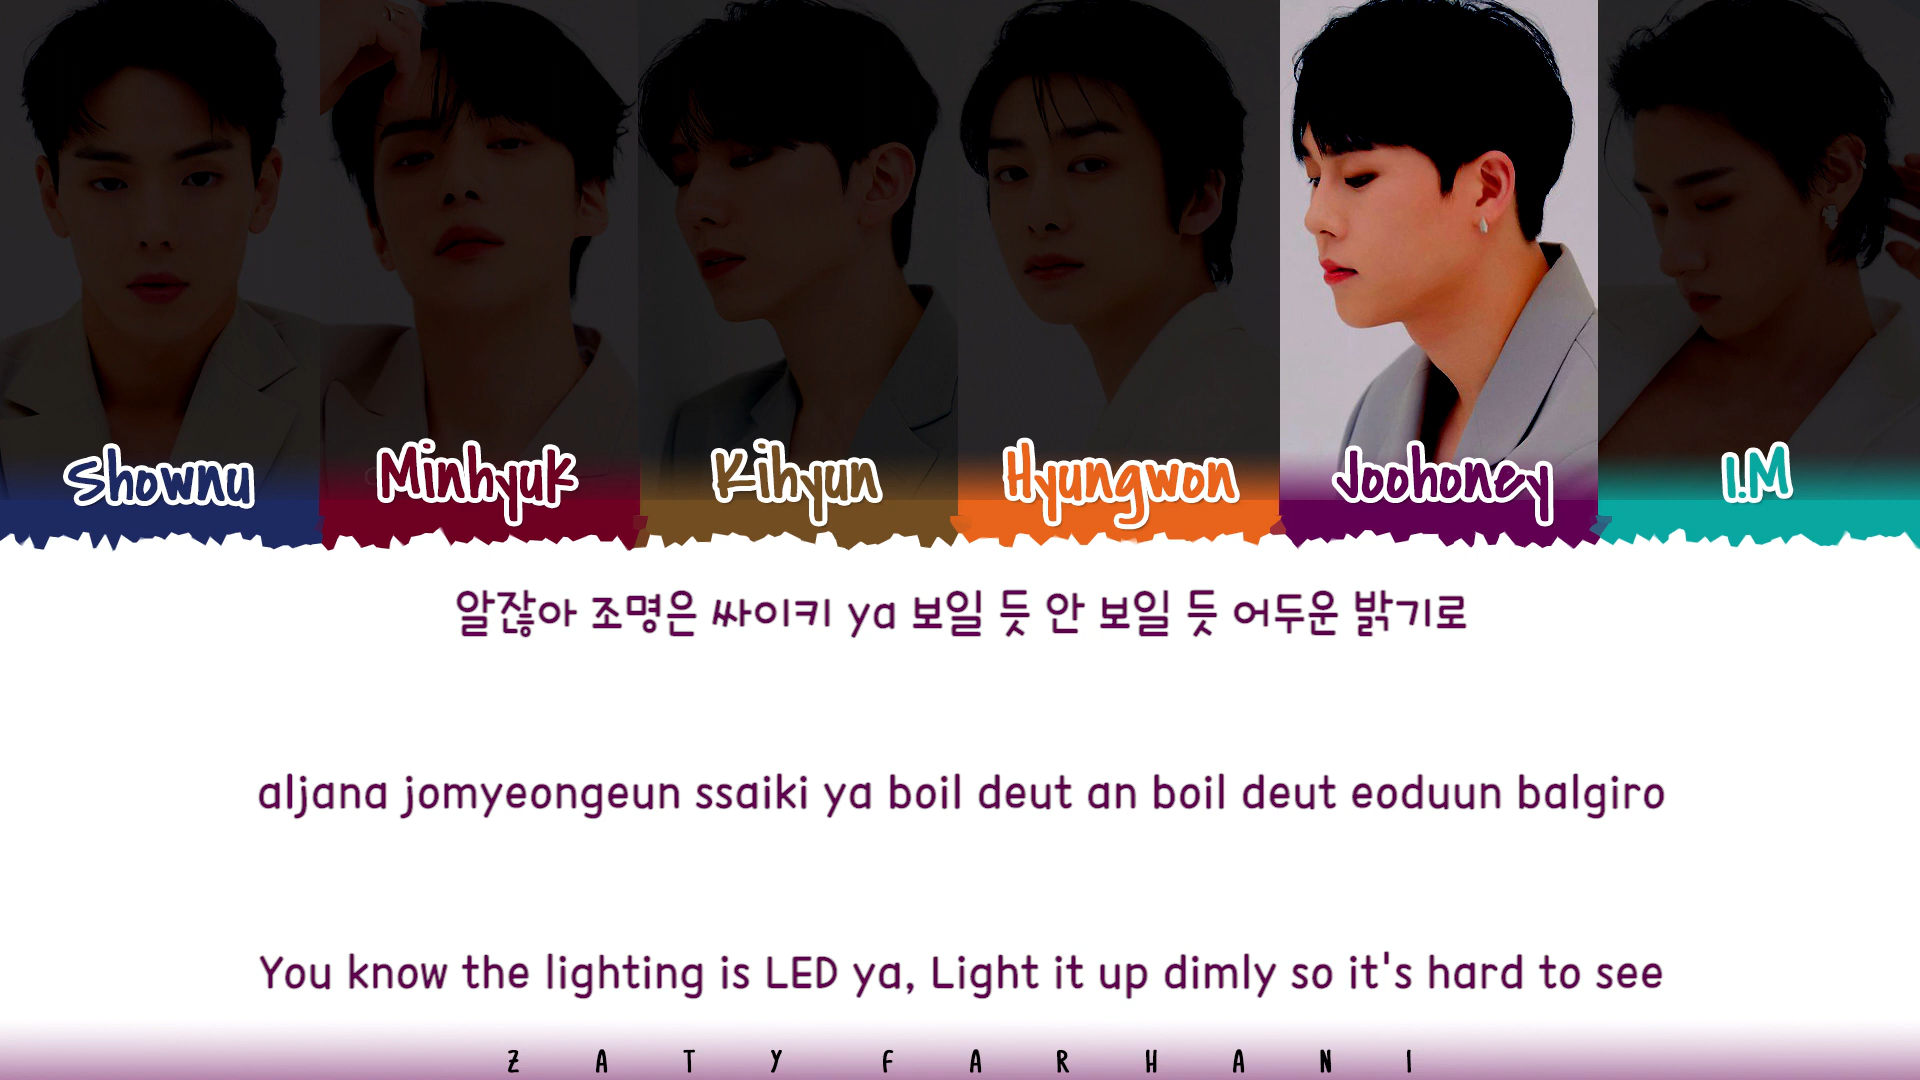 Shownu Minhyuk Kihyun Hyungwon Joohoney I.M
알잖아 조명은 싸이키 ya 보일 듯 안 보일 듯 어두운 밝기로
aljana jomyeongeun ssaiki ya boil deut an boil deut eoduun balgiro
You know the lighting is LED ya, Light it up dimly so it's hard to see
ZATY FARHANI